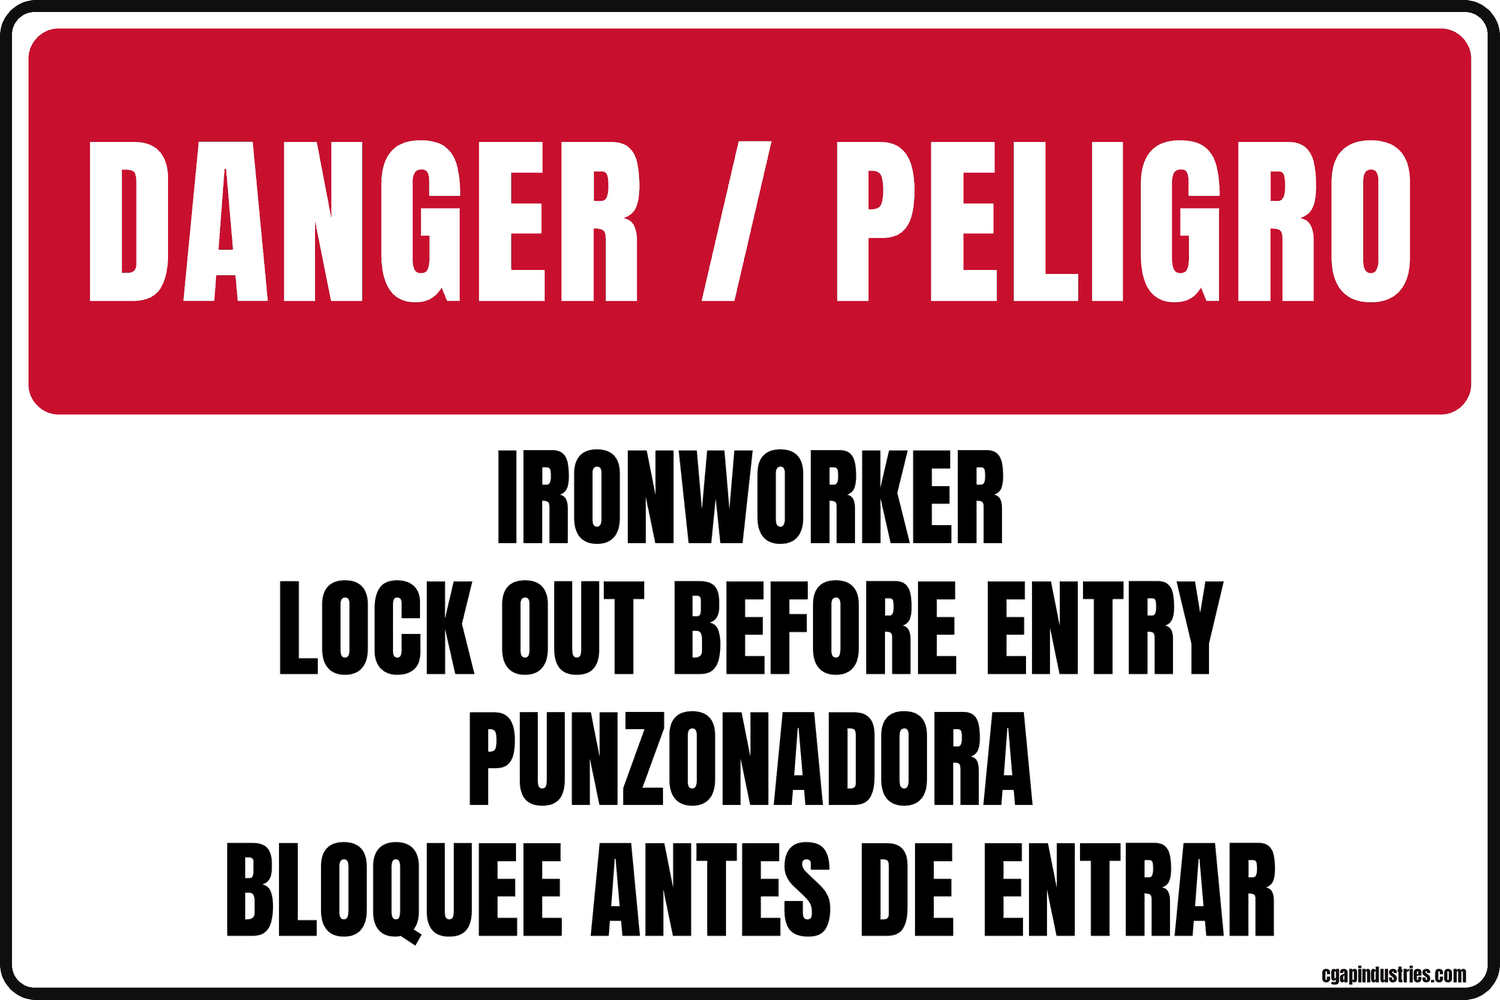 DANGER / PELIGRO
IRONWORKER
LOCK OUT BEFORE ENTRY
PUNZONADORA
BLOQUEE ANTES DE ENTRAR
cgapindustries.com